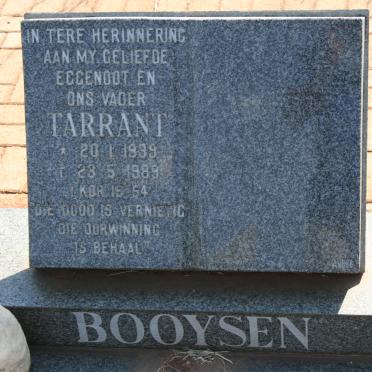 IN TERE HERINNERING
AAN MY GELIEFDE
EGGENOOT EN
ONS VADER
TARRANT
* 20·1·1939
† 23·5·1989
1 KOR 15 54
DIE DOOD IS VERNIETIG
DIE OORWINNING
IS BEHAAL
BOOYSEN